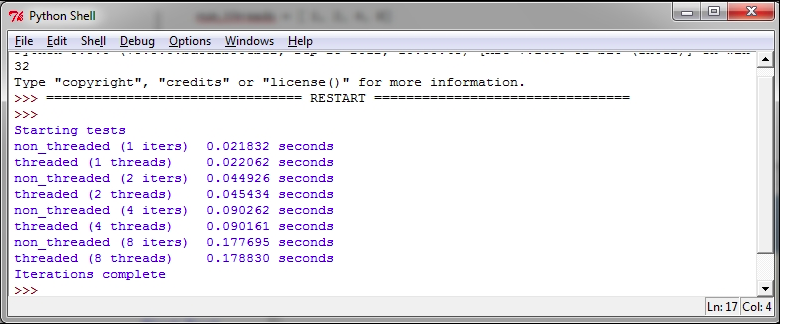 Python Shell
File Edit Shell Debug Options Windows Help
32
Type "copyright", "credits" or "license()" for more information.
>>> ================================ RESTART ================================
>>>
Starting tests
non_threaded (1 iters)  0.021832 seconds
threaded (1 threads)    0.022062 seconds
non_threaded (2 iters)  0.044926 seconds
threaded (2 threads)    0.045434 seconds
non_threaded (4 iters)  0.090262 seconds
threaded (4 threads)    0.090161 seconds
non_threaded (8 iters)  0.177695 seconds
threaded (8 threads)    0.178830 seconds
Iterations complete
>>>
Ln: 17 Col: 4